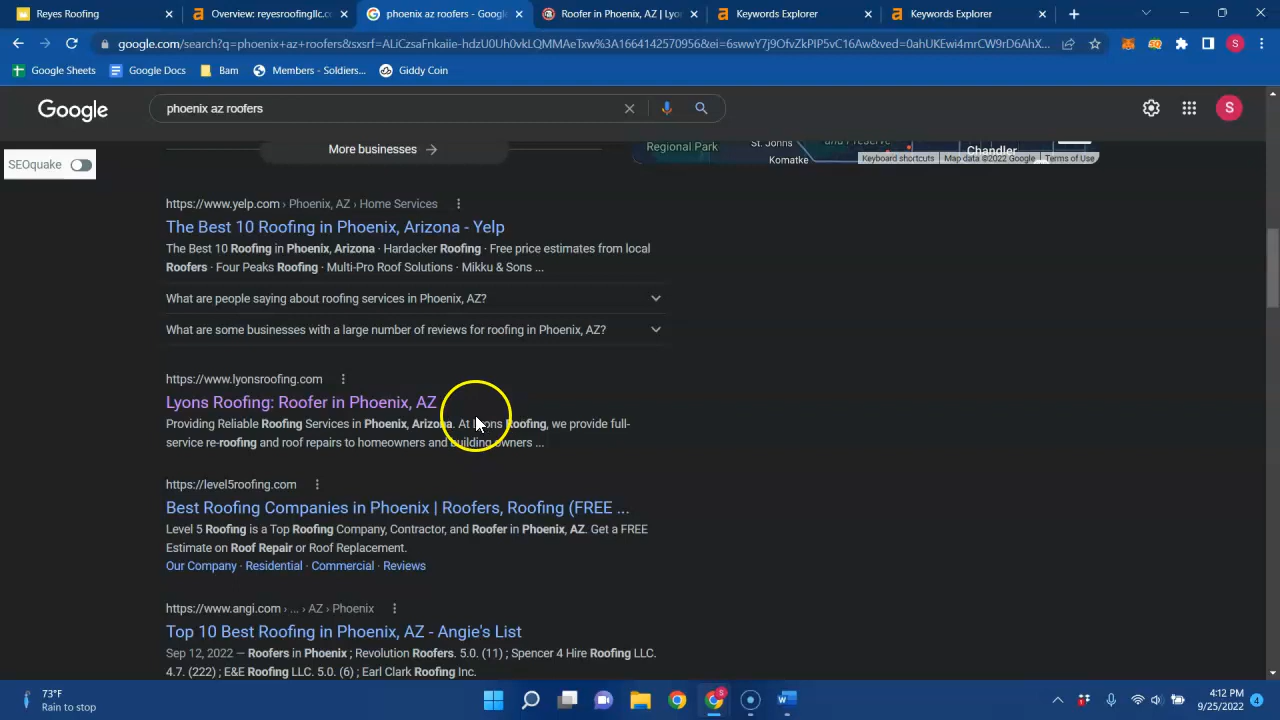 Reyes Roofing
Overview: reyesroofingllc.co
phoenix az roofers - Google
Roofer in Phoenix, AZ | Lyo
Keywords Explorer
Keywords Explorer
google.com/search?q=phoenix+az+roofers&sxsrf=ALiCzsaFnkaiie-hdzU0Uh0vkLQMMAeTxw%3A1664142570956&ei=6swwY7j9OfvZkPIP5vC16Aw&ved=0ahUKEwi4mrCW9rD6AhX...
Google Sheets
Google Docs
Bam
Members - Soldiers...
Giddy Coin
Google
phoenix az roofers
S
SEOquake
More businesses →
Regional Park
St. Johns
Komatke
and Preserve
Chandler
Keyboard shortcuts
Map data ©2022 Google
Terms of Use
https://www.yelp.com › Phoenix, AZ › Home Services
The Best 10 Roofing in Phoenix, Arizona - Yelp
The Best 10 Roofing in Phoenix, Arizona · Hardacker Roofing · Free price estimates from local
Roofers · Four Peaks Roofing · Multi-Pro Roof Solutions · Mikku & Sons ...
What are people saying about roofing services in Phoenix, AZ?
What are some businesses with a large number of reviews for roofing in Phoenix, AZ?
https://www.lyonsroofing.com
Lyons Roofing: Roofer in Phoenix, AZ
Providing Reliable Roofing Services in Phoenix, Arizona. At Lyons Roofing, we provide full-
service re-roofing and roof repairs to homeowners and building owners ...
https://level5roofing.com
Best Roofing Companies in Phoenix | Roofers, Roofing (FREE ...
Level 5 Roofing is a Top Roofing Company, Contractor, and Roofer in Phoenix, AZ. Get a FREE
Estimate on Roof Repair or Roof Replacement.
Our Company · Residential · Commercial · Reviews
https://www.angi.com › ... › AZ › Phoenix
Top 10 Best Roofing in Phoenix, AZ - Angie's List
Sep 12, 2022 — Roofers in Phoenix ; Revolution Roofers. 5.0. (11) ; Spencer 4 Hire Roofing LLC.
4.7. (222) ; E&E Roofing LLC. 5.0. (6) ; Earl Clark Roofing Inc.
73°F
Rain to stop
4:12 PM
9/25/2022
4